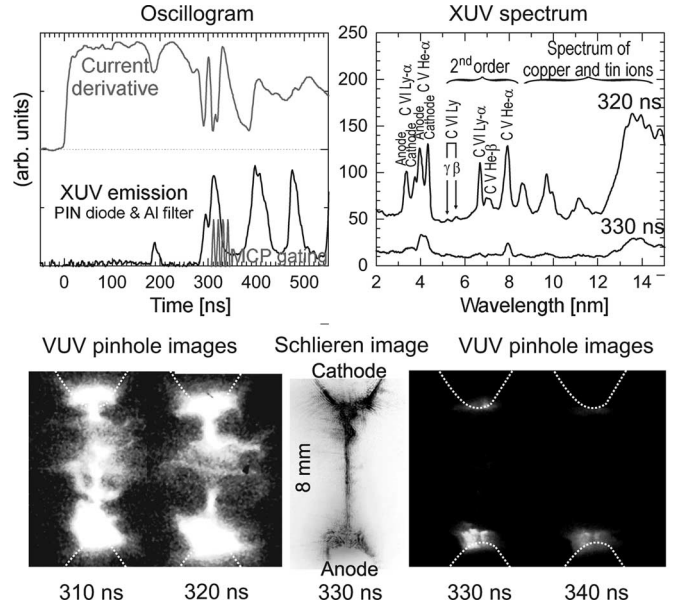 Oscillogram
Current
derivative
(arb. units)
XUV emission
PIN diode & Al filter
MCP gating
0 100 200 300 400 500
Time [ns]
XUV spectrum
250
200
150
100
50
0
Spectrum of
copper and tin ions
2nd order
320 ns
330 ns
Anode
Cathode
C VI Ly-α
Anode
Cathode
C V He-α
C VI Ly
γ β
C VI Ly-α
C V He-β
C V He-α
2 4 6 8 10 12 14
Wavelength [nm]
VUV pinhole images
Schlieren image
VUV pinhole images
Cathode
8 mm
Anode
310 ns
320 ns
330 ns
330 ns
340 ns